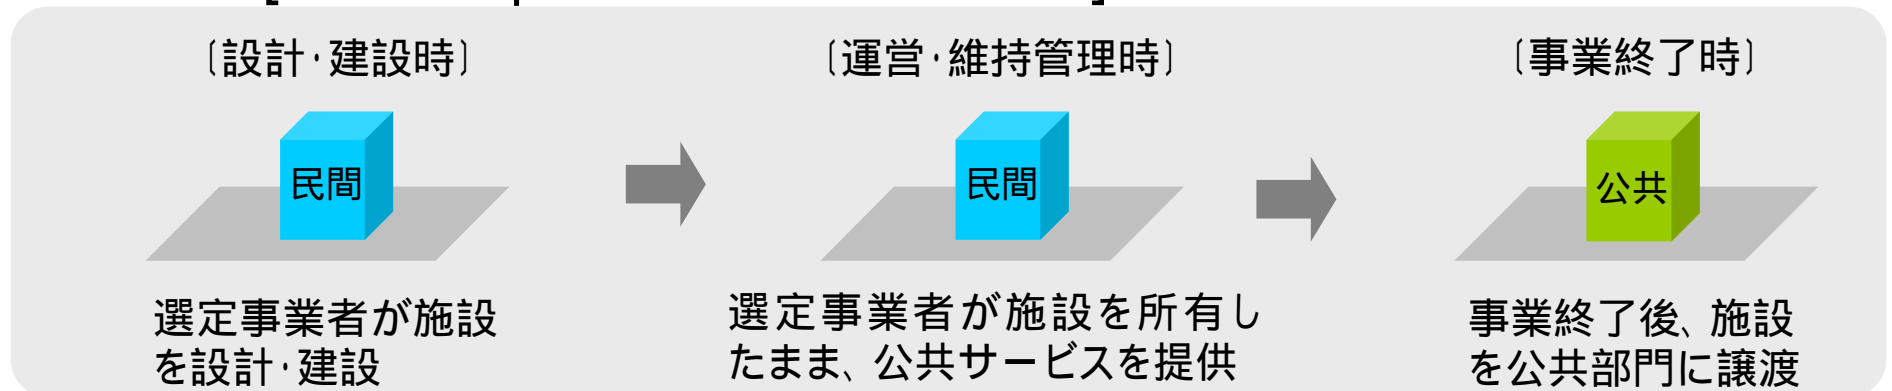 〔設計・建設時〕
民間
選定事業者が施設
を設計・建設
〔運営・維持管理時〕
民間
選定事業者が施設を所有し
たまま、公共サービスを提供
〔事業終了時〕
公共
事業終了後、施設
を公共部門に譲渡